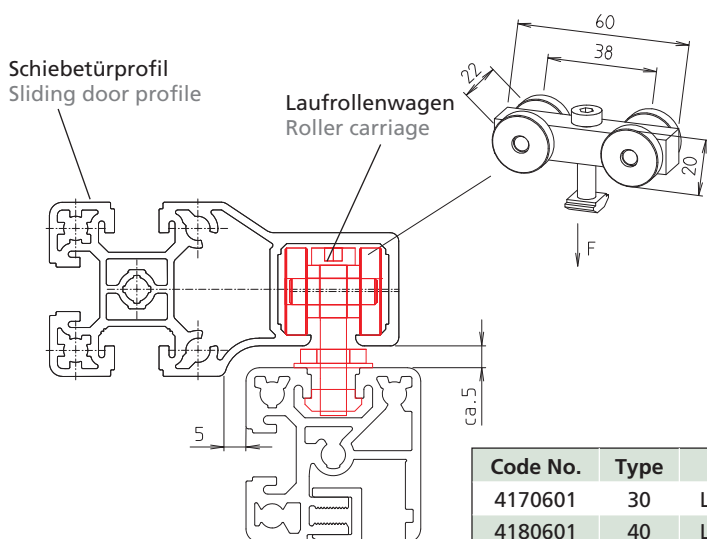 Schiebetürprofil
Sliding door profile
Laufrollenwagen
Roller carriage
60
38
22
20
F
5
ca.5
Code No. Type
4170601 30 L
4180601 40 L